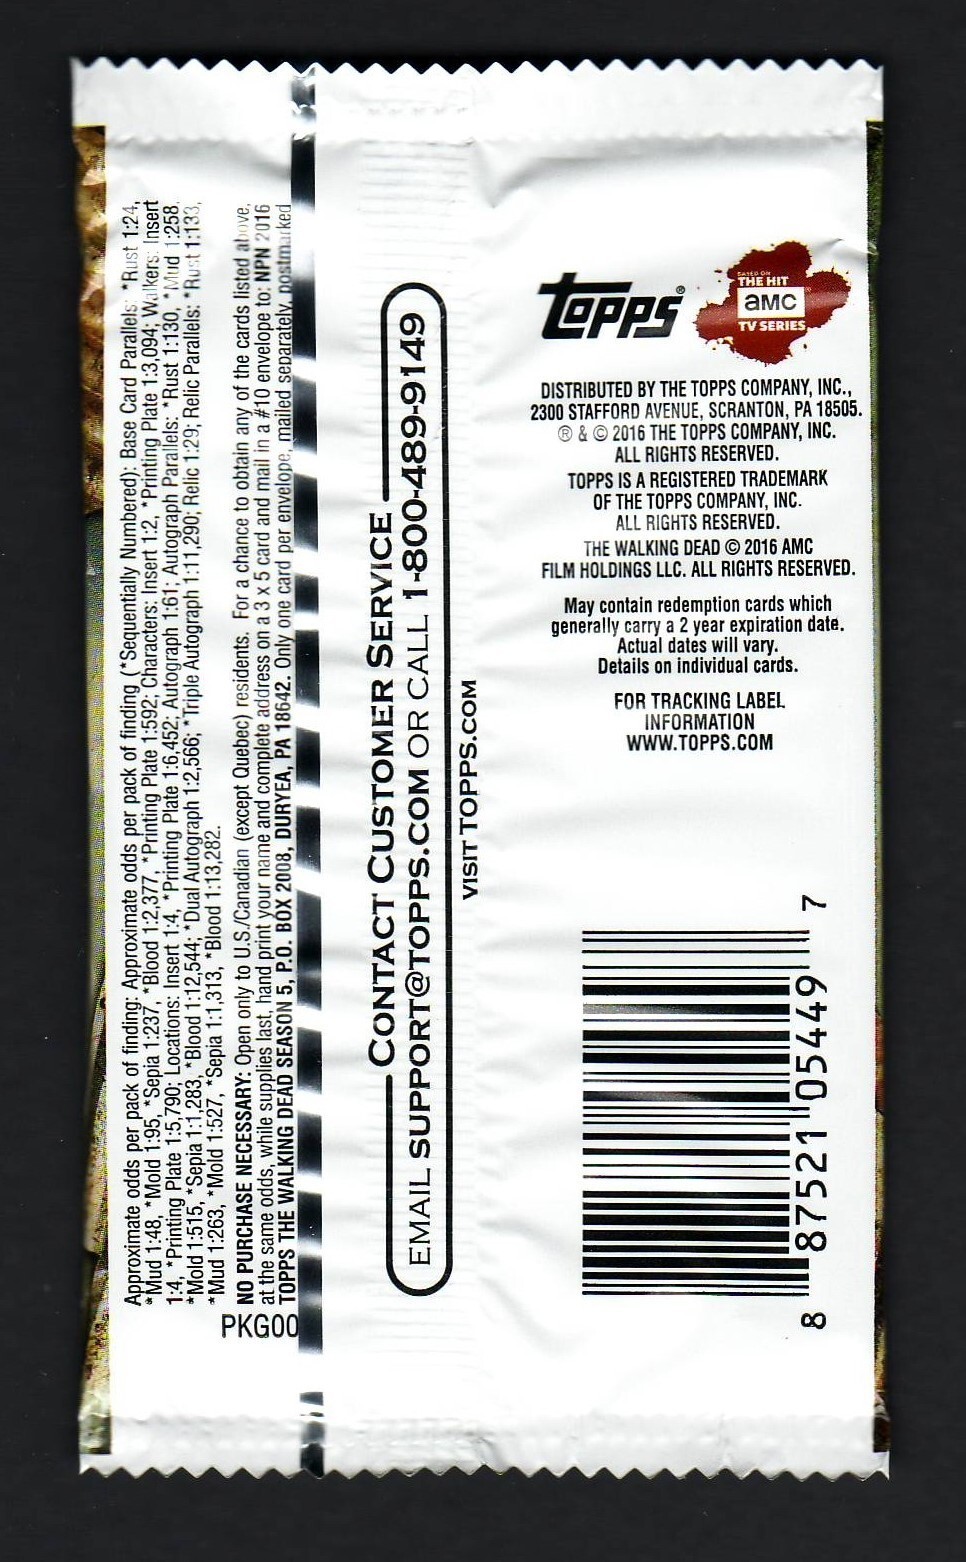 Approximate odds per pack of finding: Approximate odds per pack of finding (*Sequentially Numbered): Base Card Parallels: *Rust 1:24,
*Mud 1:48, *Mold 1:95, *Sepia 1:237, *Blood 1:2,377, *Printing Plate 1:592; Characters: Insert 1:2, *Printing Plate 1:3,094; Walkers: Insert
1:4, *Printing Plate 1:5,790; Locations: Insert 1:4, *Printing Plate 1:6,452; Autograph 1:61; Autograph Parallels: *Rust 1:130, *Mud 1:258,
*Mold 1:515, *Sepia 1:1,283, *Blood 1:12,544; *Dual Autograph 1:2,566; *Triple Autograph 1:11,290; Relic 1:29; Relic Parallels: *Rust 1:133,
*Mud 1:263, *Mold 1:527, *Sepia 1:1,313, *Blood 1:13,282.
NO PURCHASE NECESSARY: Open only to U.S./Canadian (except Quebec) residents. For a chance to obtain any of the cards listed above,
at the same odds, while supplies last, hand print your name and complete address on a 3 x 5 card and mail in a #10 envelope to: NPN 2016
TOPPS THE WALKING DEAD SEASON 5, P.O. BOX 2008, DURYEA, PA 18642. Only one card per envelope, mailed separately, postmarked
PKG00
CONTACT CUSTOMER SERVICE
EMAIL SUPPORT@TOPPS.COM OR CALL 1-800-489-9149
VISIT TOPPS.COM
topps®
BASED ON
THE HIT
aMC
TV SERIES
DISTRIBUTED BY THE TOPPS COMPANY, INC.,
2300 STAFFORD AVENUE, SCRANTON, PA 18505.
® & © 2016 THE TOPPS COMPANY, INC.
ALL RIGHTS RESERVED.
TOPPS IS A REGISTERED TRADEMARK
OF THE TOPPS COMPANY, INC.
ALL RIGHTS RESERVED.
THE WALKING DEAD © 2016 AMC
FILM HOLDINGS LLC. ALL RIGHTS RESERVED.
May contain redemption cards which
generally carry a 2 year expiration date.
Actual dates will vary.
Details on individual cards.
FOR TRACKING LABEL
INFORMATION
WWW.TOPPS.COM
8 87521 05449 7